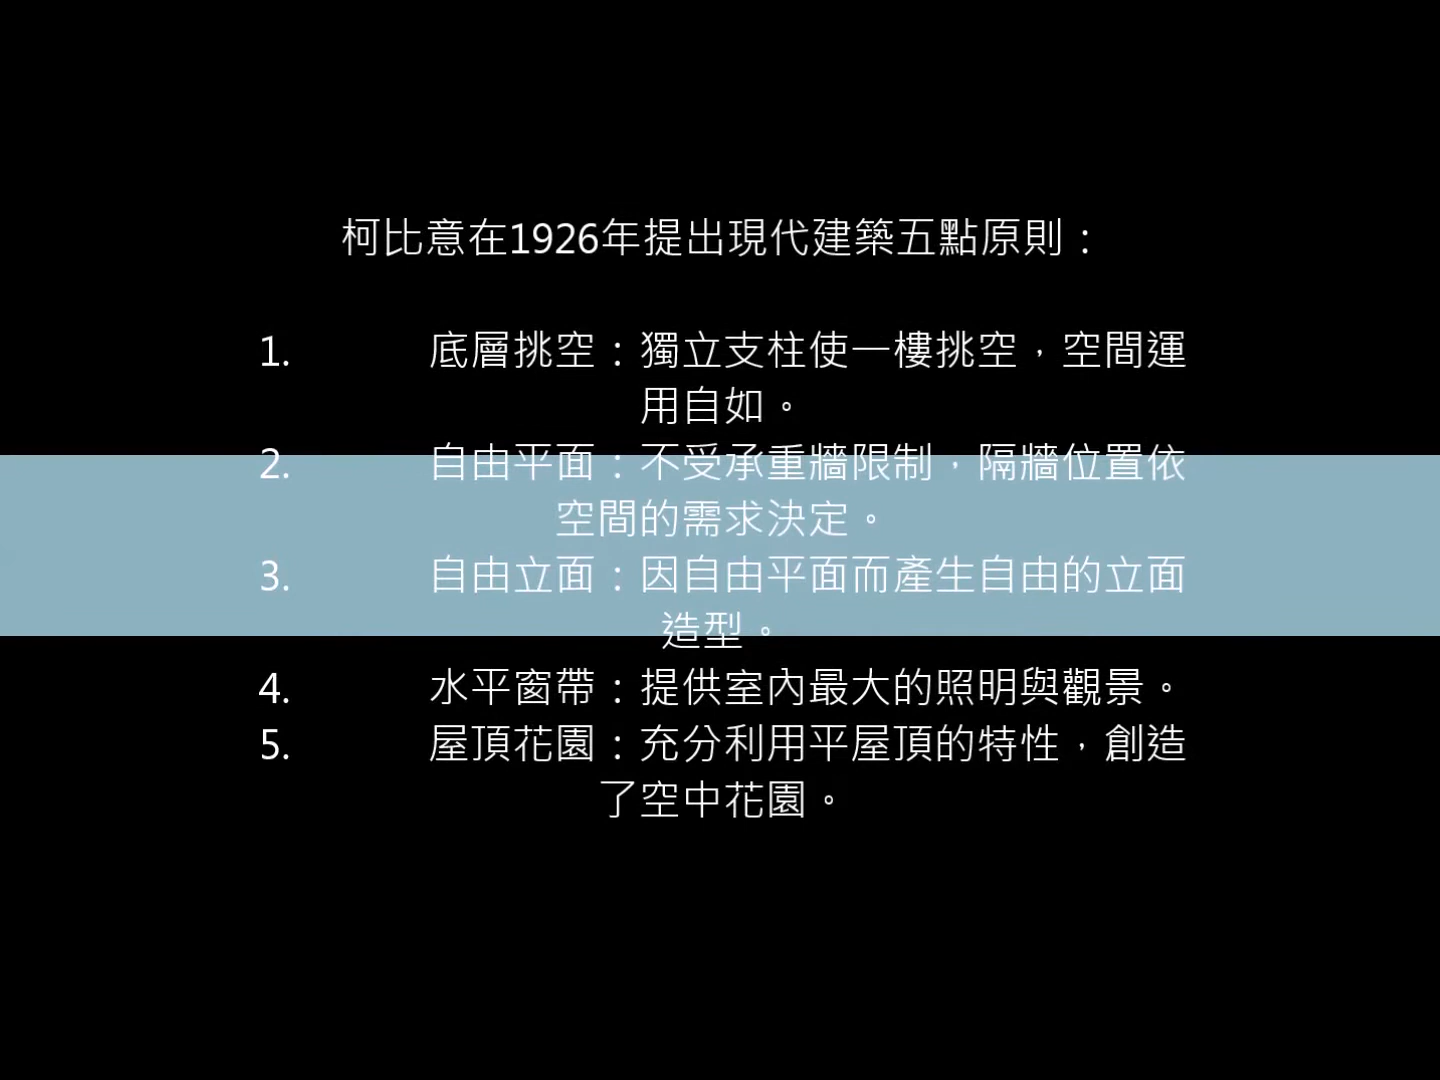 柯比意在1926年提出現代建築五點原則：
1. 底層挑空：獨立支柱使一樓挑空，空間運
用自如。
2. 自由平面：不受承重牆限制，隔牆位置依
空間的需求決定。
3. 自由立面：因自由平面而產生自由的立面
造型。
4. 水平窗帶：提供室內最大的照明與觀景。
5. 屋頂花園：充分利用平屋頂的特性，創造
了空中花園。